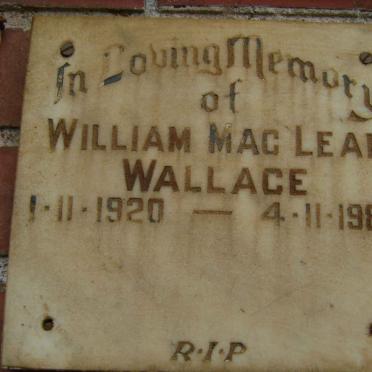 In Loving Memory
of
WILLIAM MAC LEA
WALLACE
1·11·1920 — 4·11·198
R·I·P